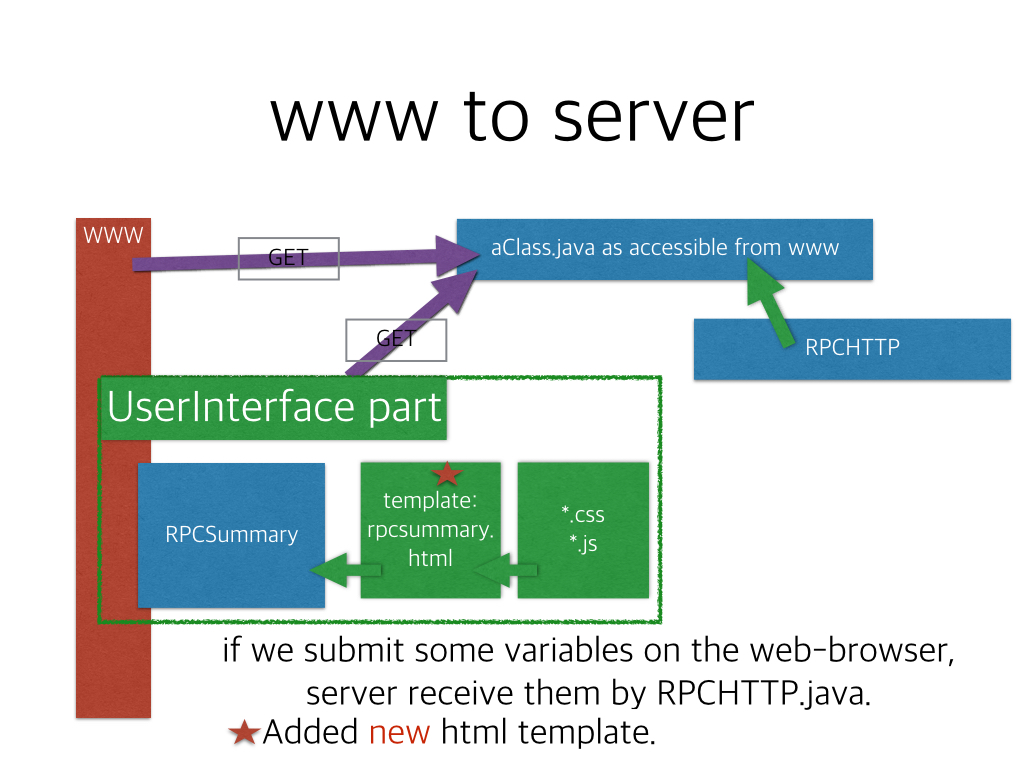 www to server
WWW
GET
aClass.java as accessible from www
GET
RPCHTTP
UserInterface part
RPCSummary
template:
rpcsummary.
html
*.css
*.js
if we submit some variables on the web-browser,
server receive them by RPCHTTP.java.
★Added new html template.